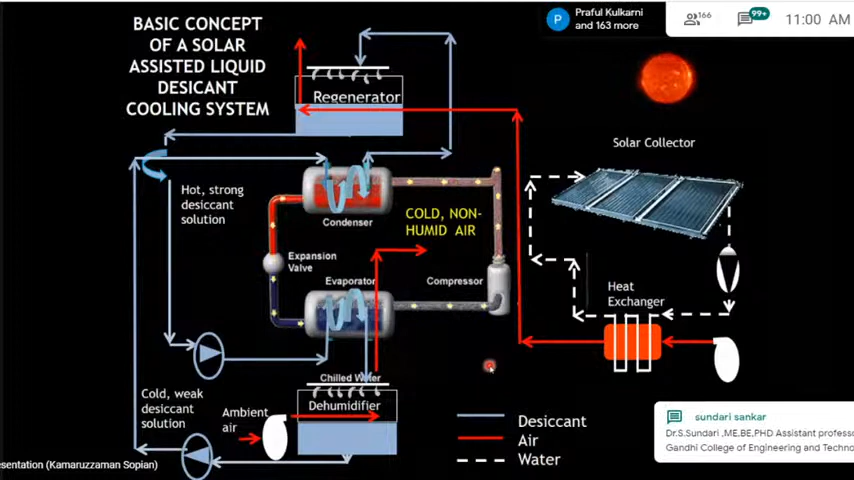 BASIC CONCEPT
OF A SOLAR
ASSISTED LIQUID
DESICANT
COOLING SYSTEM
Praful Kulkarni
and 163 more
166
99+
11:00 AM
Regenerator
Solar Collector
Hot, strong
desiccant
solution
Condenser
COLD, NON-
HUMID AIR
Expansion
Valve
Evaporator
Compressor
Heat
Exchanger
Chilled Water
Dehumidifier
Cold, weak
desiccant
solution
Ambient
air
Desiccant
Air
Water
sundari sankar
Dr.S.Sundari ,ME,BE,PHD Assistant professo
Gandhi College of Engineering and Techno
esentation (Kamaruzzaman Sopian)